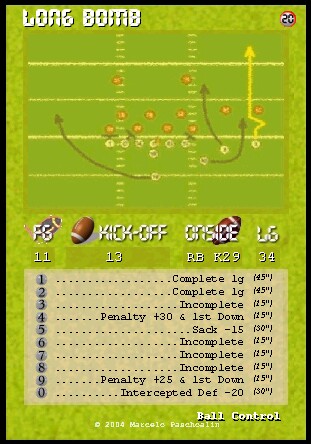 LONG BOMB
2+
FG KICK-OFF ONSIDE LG
11 13 RB K29 34
1 ...................Complete lg (45")
2 ...................Complete lg (45")
3 ....................Incomplete (15")
4 .......Penalty +30 & 1st Down (15")
5 ......................Sack -15 (30")
6 ....................Incomplete (15")
7 ....................Incomplete (15")
8 ....................Incomplete (15")
9 .......Penalty +25 & 1st Down (15")
0 ..........Intercepted Def -20 (30")
Ball Control
© 2004 Marcelo Paschoalin